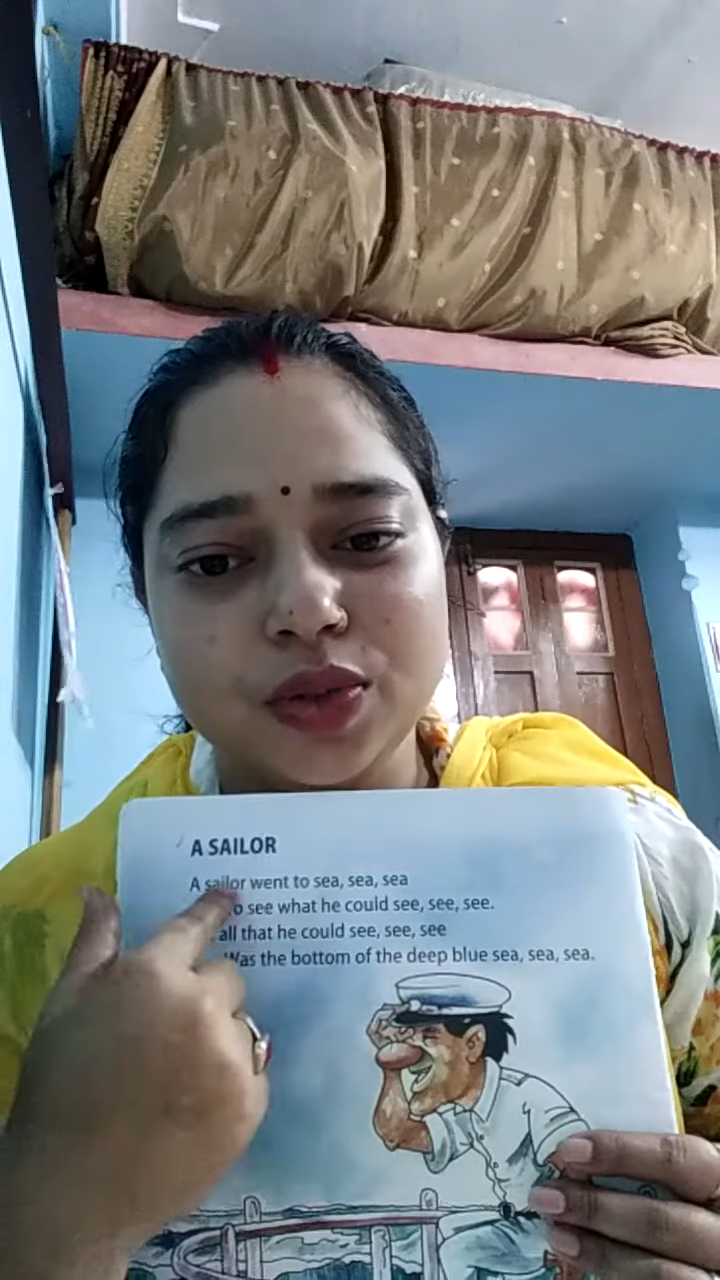 A SAILOR
A sailor went to sea, sea, sea
o see what he could see, see, see.
all that he could see, see, see
Was the bottom of the deep blue sea, sea, sea.